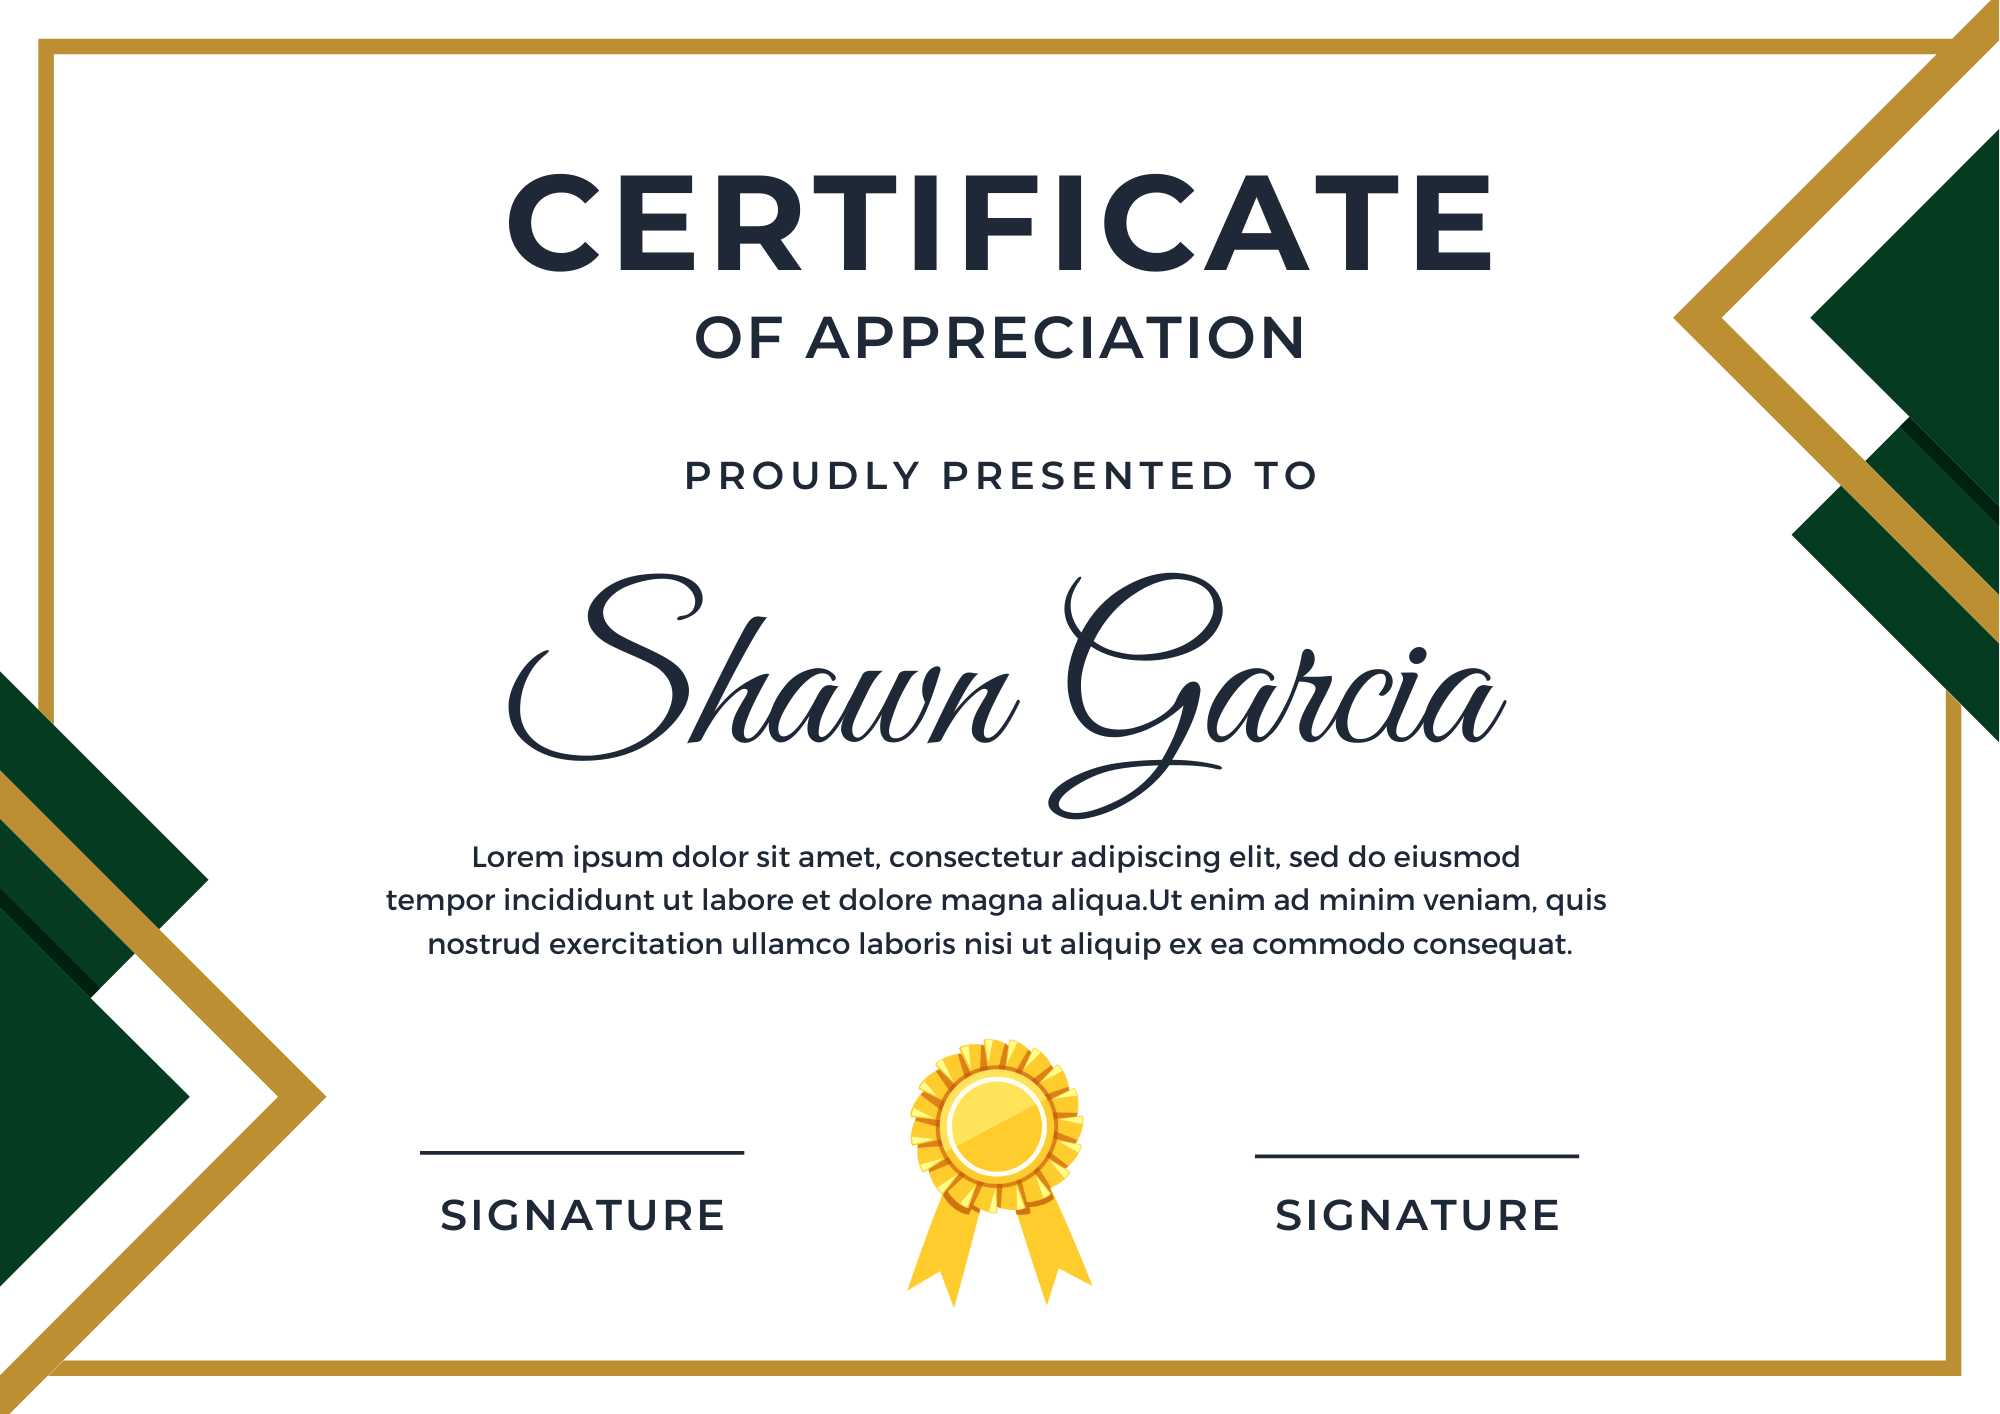 CERTIFICATE
OF APPRECIATION
PROUDLY PRESENTED TO
Shawn Garcia
Lorem ipsum dolor sit amet, consectetur adipiscing elit, sed do eiusmod
tempor incididunt ut labore et dolore magna aliqua.Ut enim ad minim veniam, quis
nostrud exercitation ullamco laboris nisi ut aliquip ex ea commodo consequat.
SIGNATURE
SIGNATURE